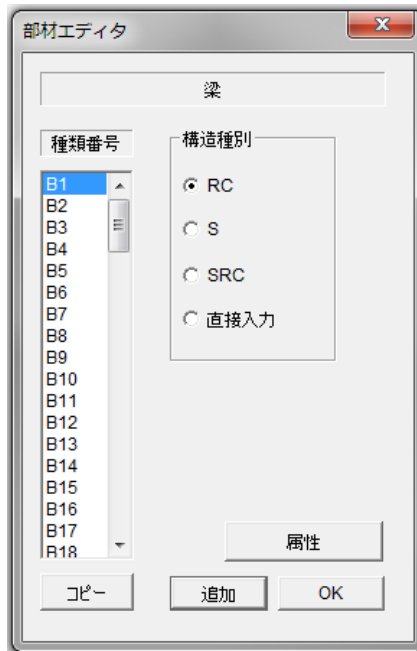 部材エディタ
梁
種類番号
構造種別
B1
B2
B3
B4
B5
B6
B7
B8
B9
B10
B11
B12
B13
B14
B15
B16
B17
B18
RC
S
SRC
直接入力
属性
コピー
追加
OK